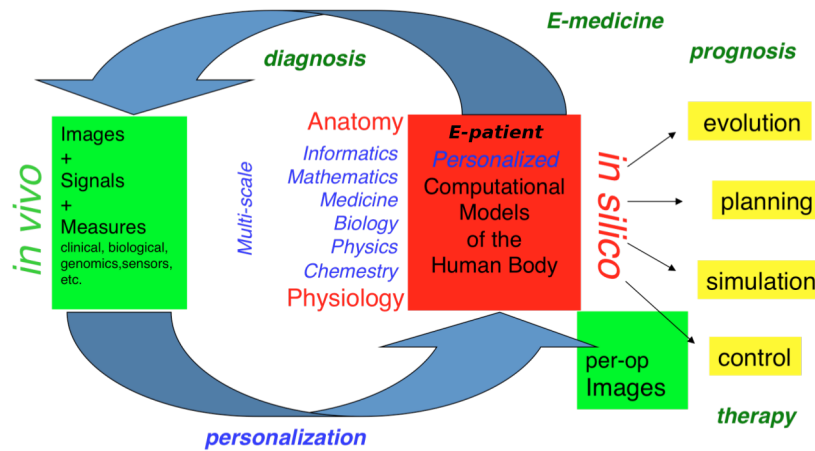 E-medicine
diagnosis
prognosis
in vivo
Images
+
Signals
+
Measures
clinical, biological,
genomics,sensors,
etc.
Multi-scale
Anatomy
Informatics
Mathematics
Medicine
Biology
Physics
Chemestry
Physiology
E-patient
Personalized
Computational
Models
of the
Human Body
in silico
evolution
planning
simulation
control
per-op
Images
therapy
personalization